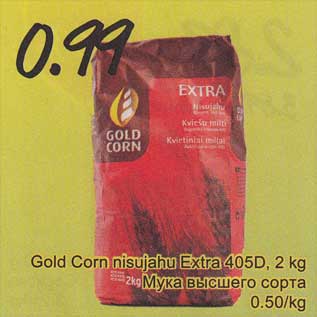 0.99
EXTRA
Nisujahu
Kviešu milti
Kvietiniai miltai
GOLD
CORN
2kg
Gold Corn nisujahu Extra 405D, 2 kg
Мука высшего сорта
0.50/kg